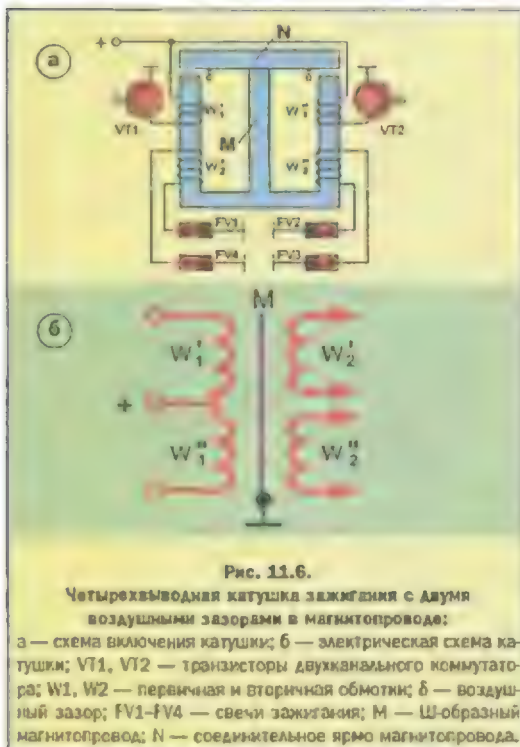 N
+
а
δ
δ
W'1
W"1
VT1
M
VT2
W'2
W"2
FV1
FV2
FV4
FV3
б
M
W'1
W'2
+
W"1
W"2
Рис. 11.6.
Четырехвыводная катушка зажигания с двумя
воздушными зазорами в магнитопроводе:
а — схема включения катушки; б — электрическая схема ка-
тушки; VT1, VT2 — транзисторы двухканального коммутато-
ра; W1, W2 — первичная и вторичная обмотки; δ — воздуш-
ный зазор; FV1–FV4 — свечи зажигания; М — Ш-образный
магнитопровод; N — соединительное ярмо магнитопровода.